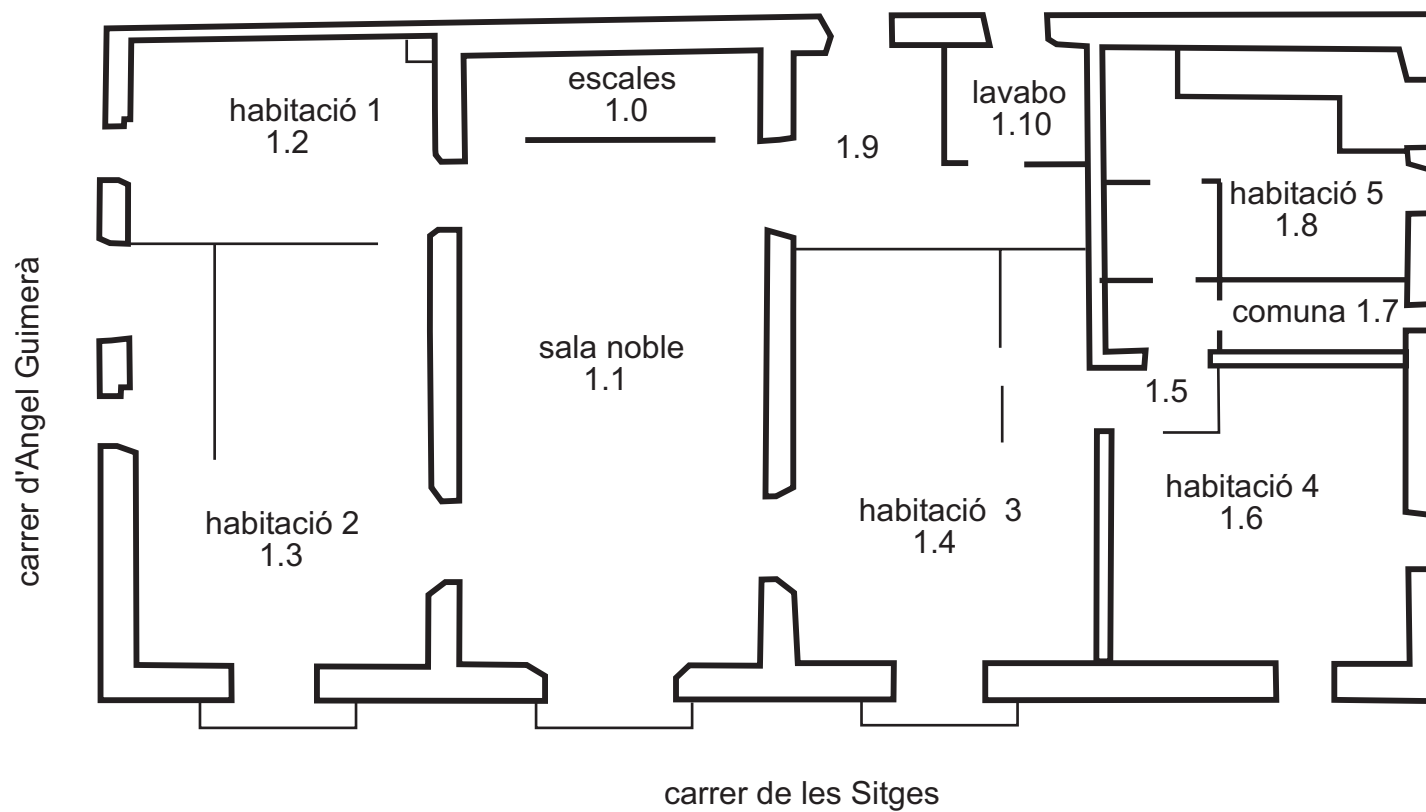 habitació 1
1.2
escales
1.0
lavabo
1.10
1.9
habitació 5
1.8
comuna 1.7
sala noble
1.1
1.5
habitació 2
1.3
habitació  3
1.4
habitació 4
1.6
carrer d'Angel Guimerà
carrer de les Sitges